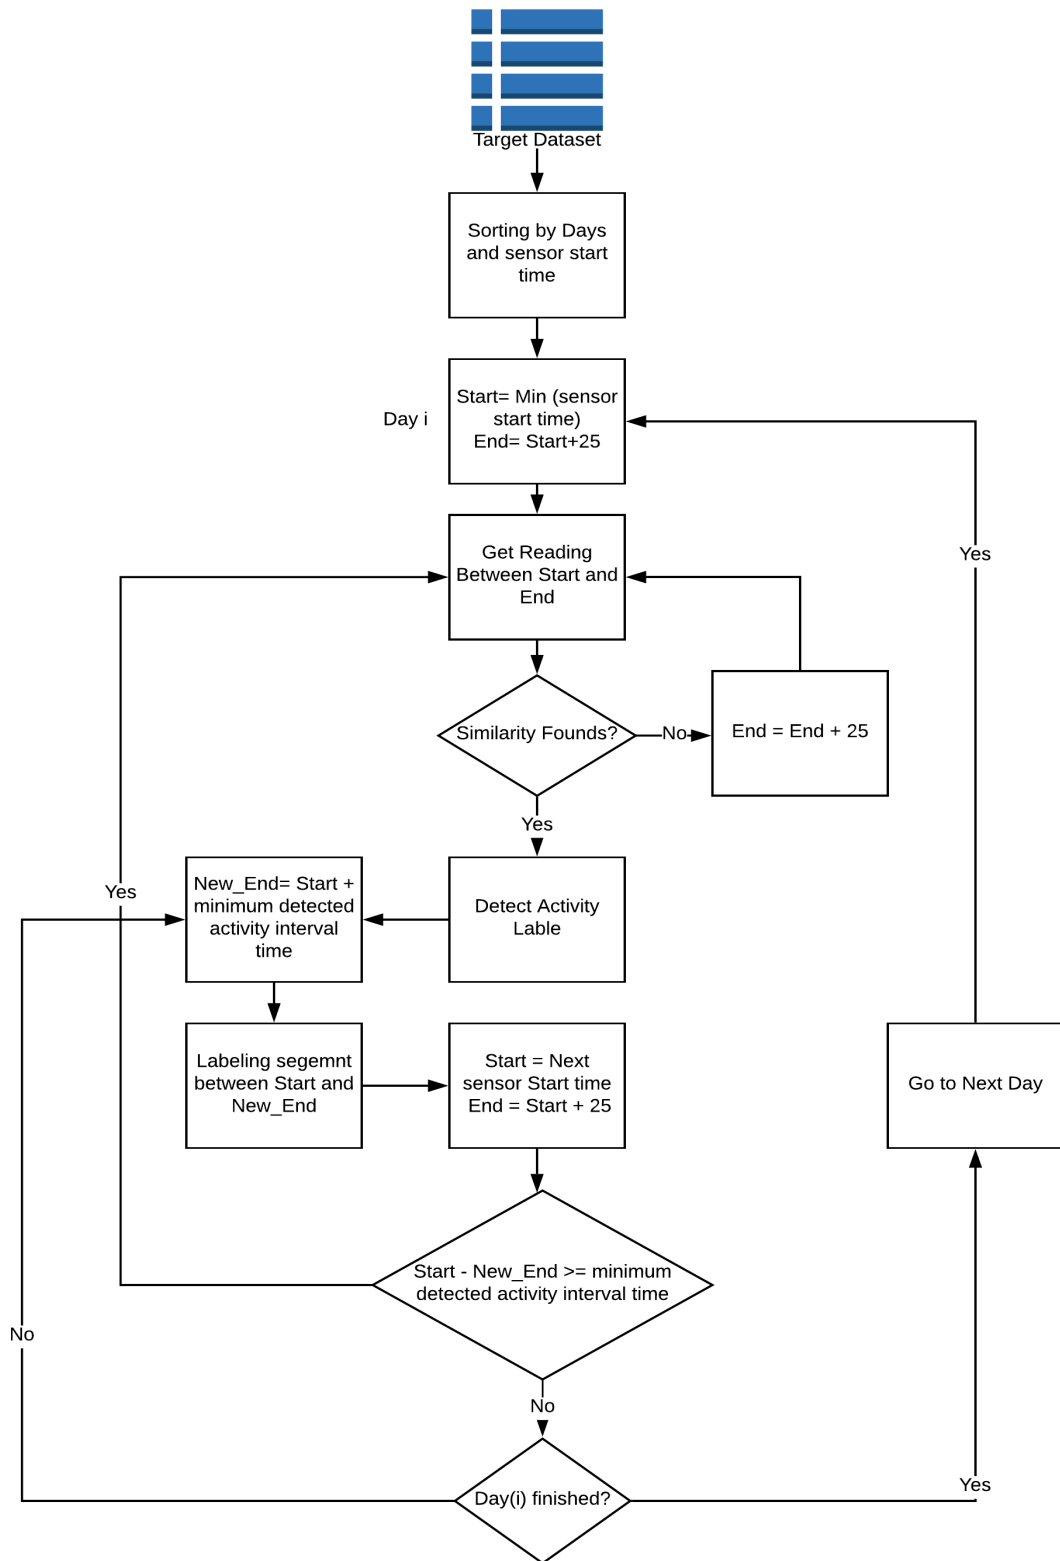 Target Dataset
Sorting by Days
and sensor start
time
Day i
Start= Min (sensor
start time)
End= Start+25
Yes
Get Reading
Between Start and
End
Similarity Founds?
No
End = End + 25
Yes
Yes
New_End= Start +
minimum detected
activity interval
time
Detect Activity
Lable
Labeling segemnt
between Start and
New_End
Start = Next
sensor Start time
End = Start + 25
Go to Next Day
Start - New_End >= minimum
detected activity interval time
No
No
Day(i) finished?
Yes